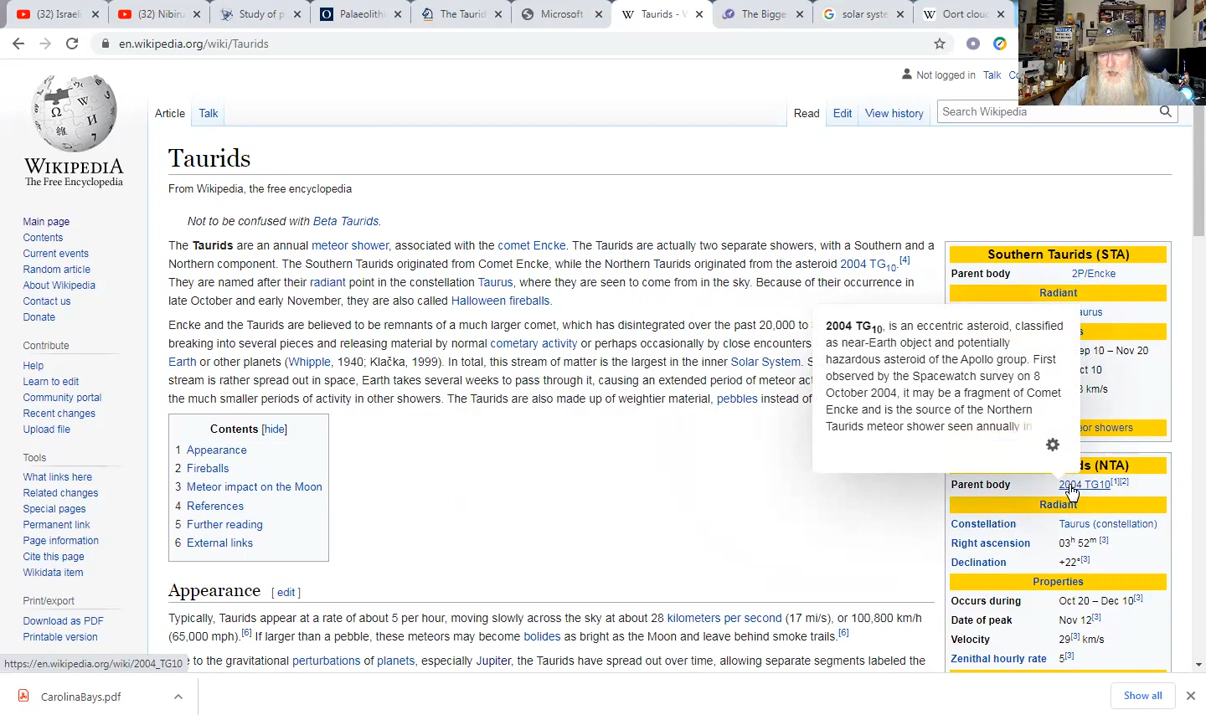 (32) Israeli
(32) Nibiru
Study of p
Palaeolith
The Taurid
Microsoft
Taurids - W
The Bigge
solar syste
Oort cloud
en.wikipedia.org/wiki/Taurids
Not logged in Talk Co
Article Talk
Read Edit View history
Search Wikipedia
WIKIPEDIA
The Free Encyclopedia
Main page
Contents
Current events
Random article
About Wikipedia
Contact us
Donate
Contribute
Help
Learn to edit
Community portal
Recent changes
Upload file
Tools
What links here
Related changes
Special pages
Permanent link
Page information
Cite this page
Wikidata item
Print/export
Download as PDF
Printable version
Taurids
From Wikipedia, the free encyclopedia
Not to be confused with Beta Taurids.
The Taurids are an annual meteor shower, associated with the comet Encke. The Taurids are actually two separate showers, with a Southern and a
Northern component. The Southern Taurids originated from Comet Encke, while the Northern Taurids originated from the asteroid 2004 TG10.[4]
They are named after their radiant point in the constellation Taurus, where they are seen to come from in the sky. Because of their occurrence in
late October and early November, they are also called Halloween fireballs.
Encke and the Taurids are believed to be remnants of a much larger comet, which has disintegrated over the past 20,000 to
breaking into several pieces and releasing material by normal cometary activity or perhaps occasionally by close encounters
Earth or other planets (Whipple, 1940; Klačka, 1999). In total, this stream of matter is the largest in the inner Solar System. S
stream is rather spread out in space, Earth takes several weeks to pass through it, causing an extended period of meteor ac
the much smaller periods of activity in other showers. The Taurids are also made up of weightier material, pebbles instead of
Contents [hide]
1 Appearance
2 Fireballs
3 Meteor impact on the Moon
4 References
5 Further reading
6 External links
Appearance [ edit ]
Typically, Taurids appear at a rate of about 5 per hour, moving slowly across the sky at about 28 kilometers per second (17 mi/s), or 100,800 km/h
(65,000 mph).[6] If larger than a pebble, these meteors may become bolides as bright as the Moon and leave behind smoke trails.[6]
e to the gravitational perturbations of planets, especially Jupiter, the Taurids have spread out over time, allowing separate segments labeled the
2004 TG10, is an eccentric asteroid, classified
as near-Earth object and potentially
hazardous asteroid of the Apollo group. First
observed by the Spacewatch survey on 8
October 2004, it may be a fragment of Comet
Encke and is the source of the Northern
Taurids meteor shower seen annually in
Southern Taurids (STA)
Parent body 2P/Encke
Radiant
aurus
s
ep 10 – Nov 20
ct 10
km/s
or showers
ds (NTA)
Parent body 2004 TG10[1][2]
Radiant
Constellation Taurus (constellation)
Right ascension 03h 52m [3]
Declination +22°[3]
Properties
Occurs during Oct 20 – Dec 10[3]
Date of peak Nov 12[3]
Velocity 29[3] km/s
Zenithal hourly rate 5[3]
https://en.wikipedia.org/wiki/2004_TG10
CarolinaBays.pdf
Show all